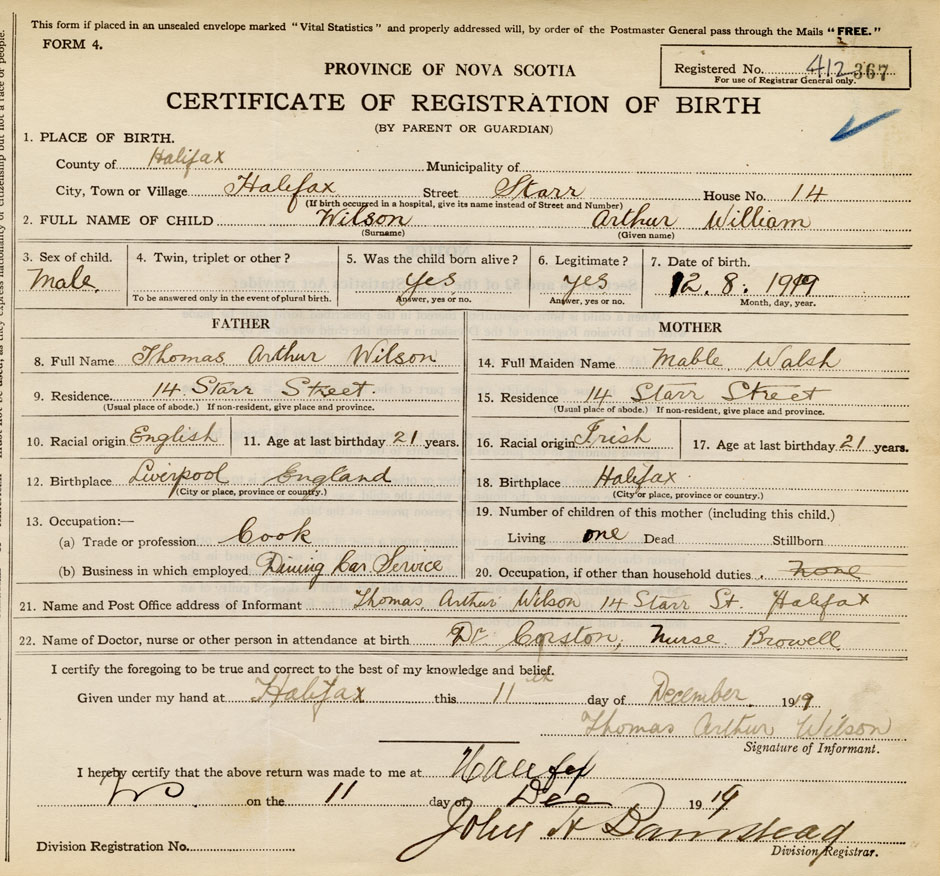 This form if placed in an unsealed envelope marked "Vital Statistics" and properly addressed will, by order of the Postmaster General pass through the Mails "FREE."
FORM 4.
Registered No. 412 367
For use of Registrar General only.
PROVINCE OF NOVA SCOTIA
CERTIFICATE OF REGISTRATION OF BIRTH
(BY PARENT OR GUARDIAN)
1. PLACE OF BIRTH.
County of Halifax Municipality of
City, Town or Village Halifax Street Starr House No. 14
(If birth occurred in a hospital, give its name instead of Street and Number)
2. FULL NAME OF CHILD Wilson Arthur William
(Surname) (Given name)
3. Sex of child. 4. Twin, triplet or other? 5. Was the child born alive? 6. Legitimate? 7. Date of birth.
Male. yes yes 12. 8. 1919
To be answered only in the event of plural birth. Answer, yes or no. Answer, yes or no. Month, day, year.
FATHER MOTHER
8. Full Name Thomas Arthur Wilson 14. Full Maiden Name Mable Walsh
9. Residence. 14 Starr Street. 15. Residence 14 Starr Street
(Usual place of abode.) If non-resident, give place and province. (Usual place of abode.) If non-resident, give place and province.
10. Racial origin English 11. Age at last birthday 21 years. 16. Racial origin Irish 17. Age at last birthday 21 years.
12. Birthplace Liverpool England 18. Birthplace Halifax
(City or place, province or country.) (City or place, province or country.)
13. Occupation:— 19. Number of children of this mother (including this child.)
(a) Trade or profession Cook Living one Dead Stillborn
(b) Business in which employed Dining Car Service 20. Occupation, if other than household duties. none
21. Name and Post Office address of Informant Thomas Arthur Wilson 14 Starr St. Halifax
22. Name of Doctor, nurse or other person in attendance at birth Dr Corston, Nurse Browell
I certify the foregoing to be true and correct to the best of my knowledge and belief.
Given under my hand at Halifax this 11th day of December 1919
Thomas Arthur Wilson
Signature of Informant.
I hereby certify that the above return was made to me at Halifax
on the 11 day of Dec 1919
John A Barnstead
Division Registration No. Division Registrar.